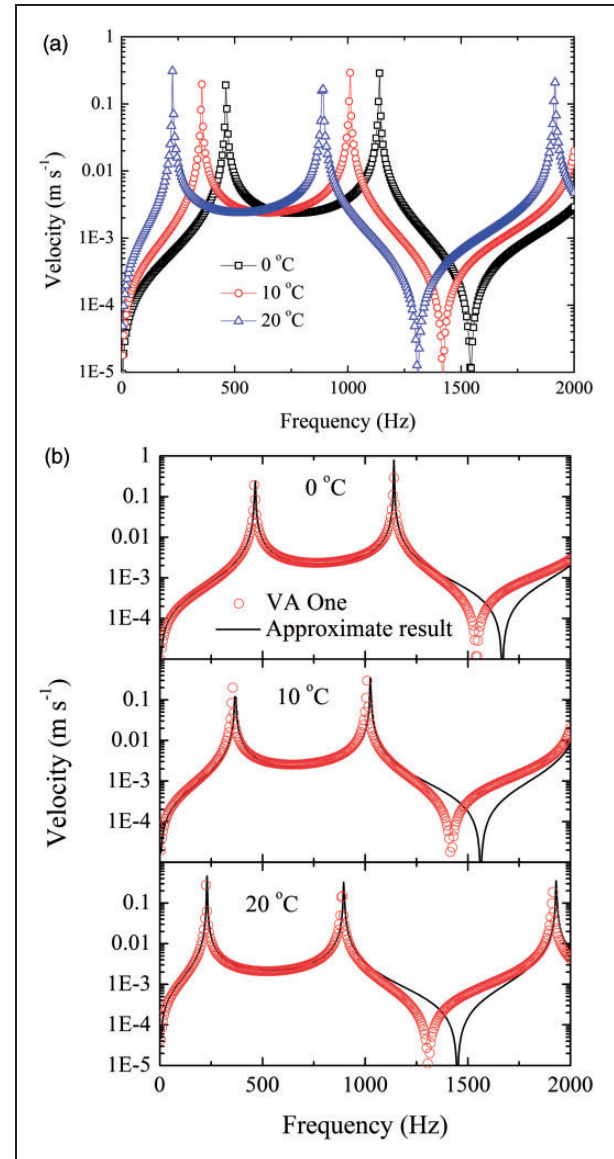 (a)
1
0.1
0.01
1E-3
1E-4
1E-5
Velocity (m s⁻¹)
0 °C
10 °C
20 °C
0 500 1000 1500 2000
Frequency (Hz)
(b)
1
0.1
0.01
1E-3
1E-4
0 °C
VA One
Approximate result
0.1
0.01
1E-3
1E-4
10 °C
Velocity (m s⁻¹)
0.1
0.01
1E-3
1E-4
1E-5
20 °C
0 500 1000 1500 2000
Frequency (Hz)